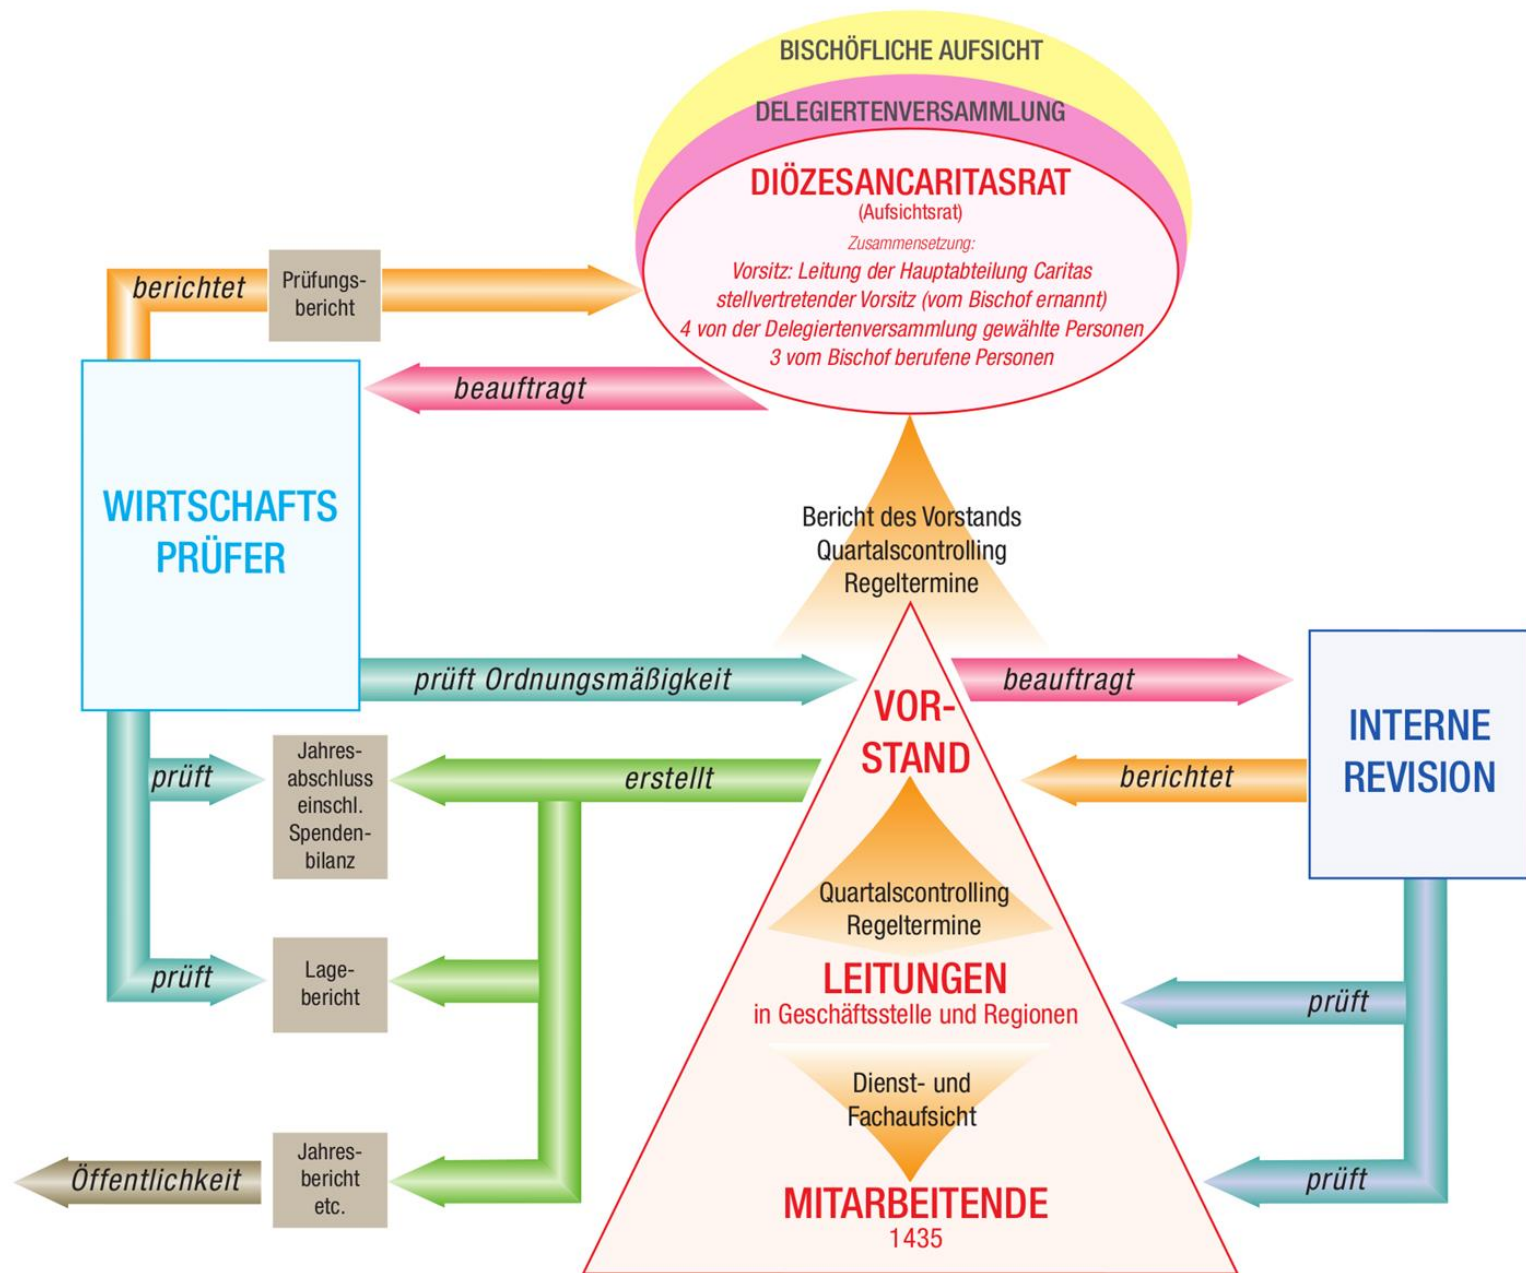 BISCHÖFLICHE AUFSICHT
DELEGIERTENVERSAMMLUNG
DIÖZESANCARITASRAT
(Aufsichtsrat)
Zusammensetzung:
Vorsitz: Leitung der Hauptabteilung Caritas
stellvertretender Vorsitz (vom Bischof ernannt)
4 von der Delegiertenversammlung gewählte Personen
3 vom Bischof berufene Personen
berichtet
Prüfungs-
bericht
beauftragt
WIRTSCHAFTS
PRÜFER
Bericht des Vorstands
Quartalscontrolling
Regeltermine
prüft Ordnungsmäßigkeit
VOR-
STAND
beauftragt
INTERNE
REVISION
berichtet
prüft
Jahres-
abschluss
einschl.
Spenden-
bilanz
erstellt
Quartalscontrolling
Regeltermine
LEITUNGEN
in Geschäftsstelle und Regionen
prüft
Lage-
bericht
prüft
Dienst- und
Fachaufsicht
Öffentlichkeit
Jahres-
bericht
etc.
MITARBEITENDE
1435
prüft